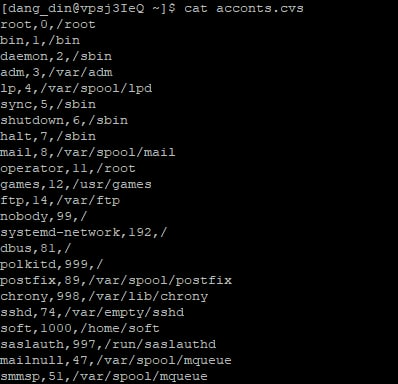 [dang_din@vpsj3IeQ ~]$ cat acconts.cvs
root,0,/root
bin,1,/bin
daemon,2,/sbin
adm,3,/var/adm
lp,4,/var/spool/lpd
sync,5,/sbin
shutdown,6,/sbin
halt,7,/sbin
mail,8,/var/spool/mail
operator,11,/root
games,12,/usr/games
ftp,14,/var/ftp
nobody,99,/
systemd-network,192,/
dbus,81,/
polkitd,999,/
postfix,89,/var/spool/postfix
chrony,998,/var/lib/chrony
sshd,74,/var/empty/sshd
soft,1000,/home/soft
saslauth,997,/run/saslauthd
mailnull,47,/var/spool/mqueue
smmsp,51,/var/spool/mqueue